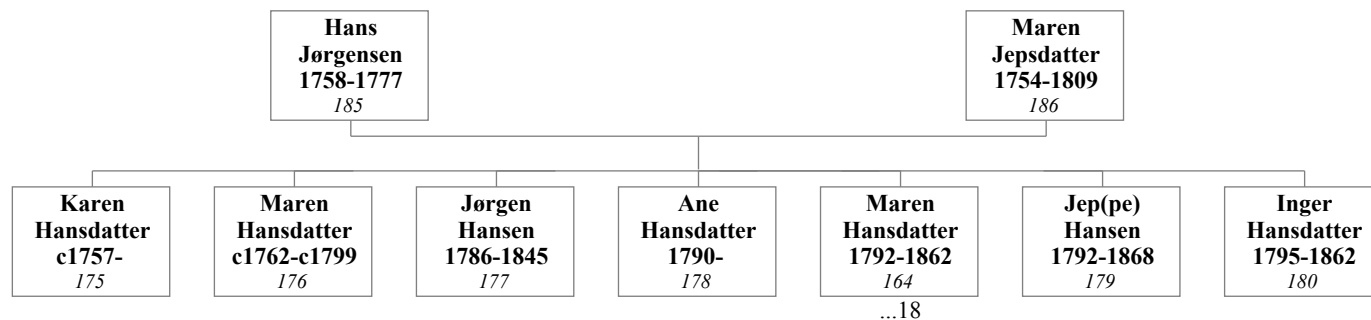 Hans
Jørgensen
1758-1777
185
Maren
Jepsdatter
1754-1809
186
Karen
Hansdatter
c1757-
175
Maren
Hansdatter
c1762-c1799
176
Jørgen
Hansen
1786-1845
177
Ane
Hansdatter
1790-
178
Maren
Hansdatter
1792-1862
164
...18
Jep(pe)
Hansen
1792-1868
179
Inger
Hansdatter
1795-1862
180